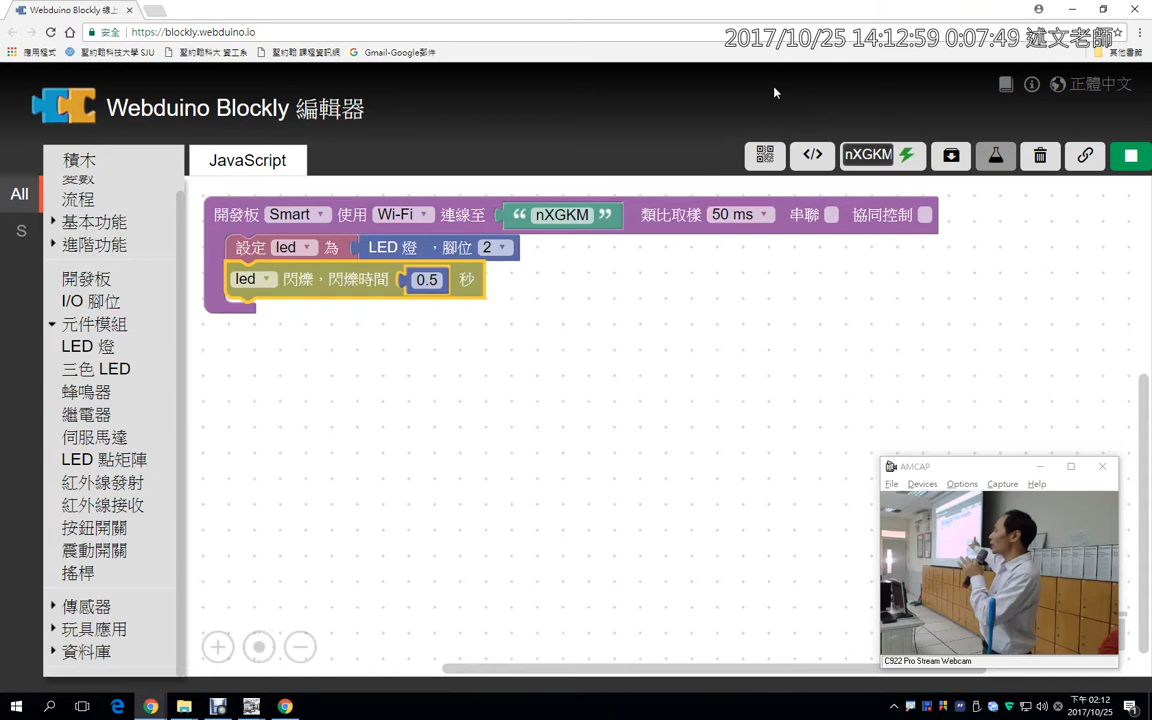 Webduino Blockly 線上
安全
https://blockly.webduino.io
2017/10/25 14:12:59 0:07:49 述文老師
應用程式
聖約翰科技大學 SJU
聖約翰科大 資工系
聖約翰 課程資訊網
Gmail-Google郵件
其他書籤
Webduino Blockly 編輯器
正體中文
積木
JavaScript
</>
nXGKM
All
S
變數
流程
基本功能
進階功能
開發板
I/O 腳位
元件模組
LED 燈
三色 LED
蜂鳴器
繼電器
伺服馬達
LED 點矩陣
紅外線發射
紅外線接收
按鈕開關
震動開關
搖桿
傳感器
玩具應用
資料庫
開發板 Smart 使用 Wi-Fi 連線至 “ nXGKM ” 類比取樣 50 ms 串聯 協同控制
設定 led 為 LED 燈 ，腳位 2
led 閃爍，閃爍時間 0.5 秒
AMCAP
File Devices Options Capture Help
C922 Pro Stream Webcam
下午 02:12
2017/10/25